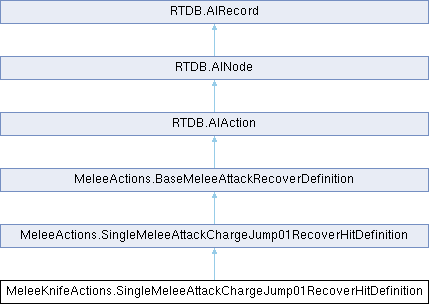 RTDB.AIRecord
RTDB.AINode
RTDB.AIAction
MeleeActions.BaseMeleeAttackRecoverDefinition
MeleeActions.SingleMeleeAttackChargeJump01RecoverHitDefinition
MeleeKnifeActions.SingleMeleeAttackChargeJump01RecoverHitDefinition